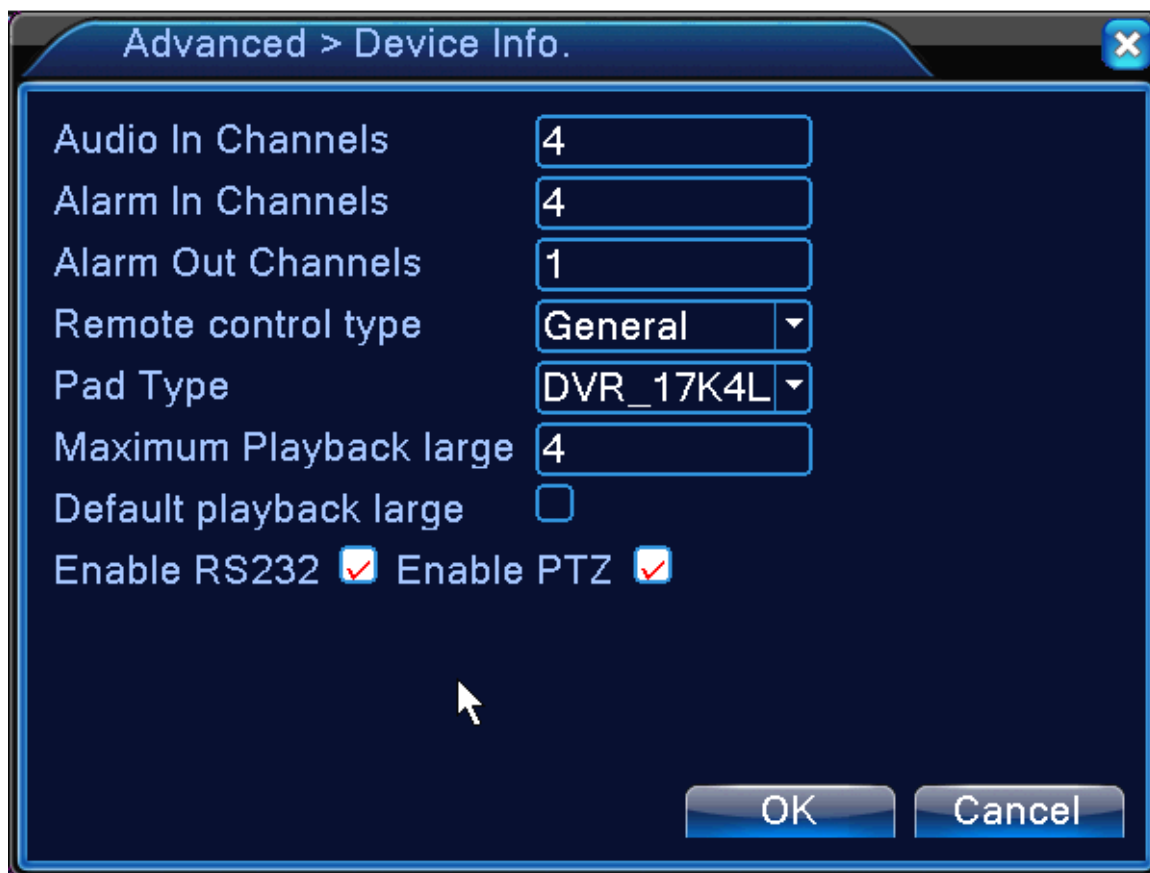 Advanced > Device Info.
Audio In Channels 4
Alarm In Channels 4
Alarm Out Channels 1
Remote control type General
Pad Type DVR_17K4L
Maximum Playback large 4
Default playback large
Enable RS232 Enable PTZ
OK Cancel